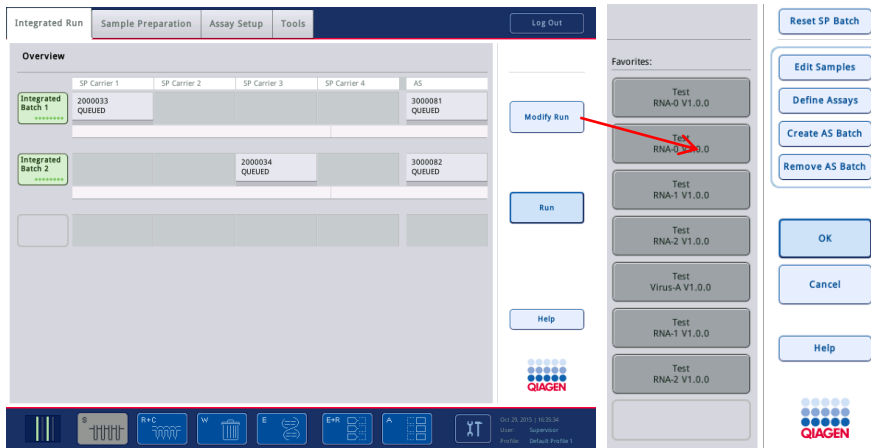 Integrated Run
Sample Preparation
Assay Setup
Tools
Log Out
Overview
SP Carrier 1
SP Carrier 2
SP Carrier 3
SP Carrier 4
AS
Integrated
Batch 1
2000033
QUEUED
3000081
QUEUED
Integrated
Batch 2
2000034
QUEUED
3000082
QUEUED
Modify Run
Run
Help
QIAGEN
S
R+C
W
E
E+R
A
Oct 29, 2015 | 16:35:34
User: Supervisor
Profile: Default Profile 1
Favorites:
Test
RNA-0 V1.0.0
Test
RNA-0 V1.0.0
Test
RNA-1 V1.0.0
Test
RNA-2 V1.0.0
Test
Virus-A V1.0.0
Test
RNA-1 V1.0.0
Test
RNA-2 V1.0.0
Reset SP Batch
Edit Samples
Define Assays
Create AS Batch
Remove AS Batch
OK
Cancel
Help
QIAGEN